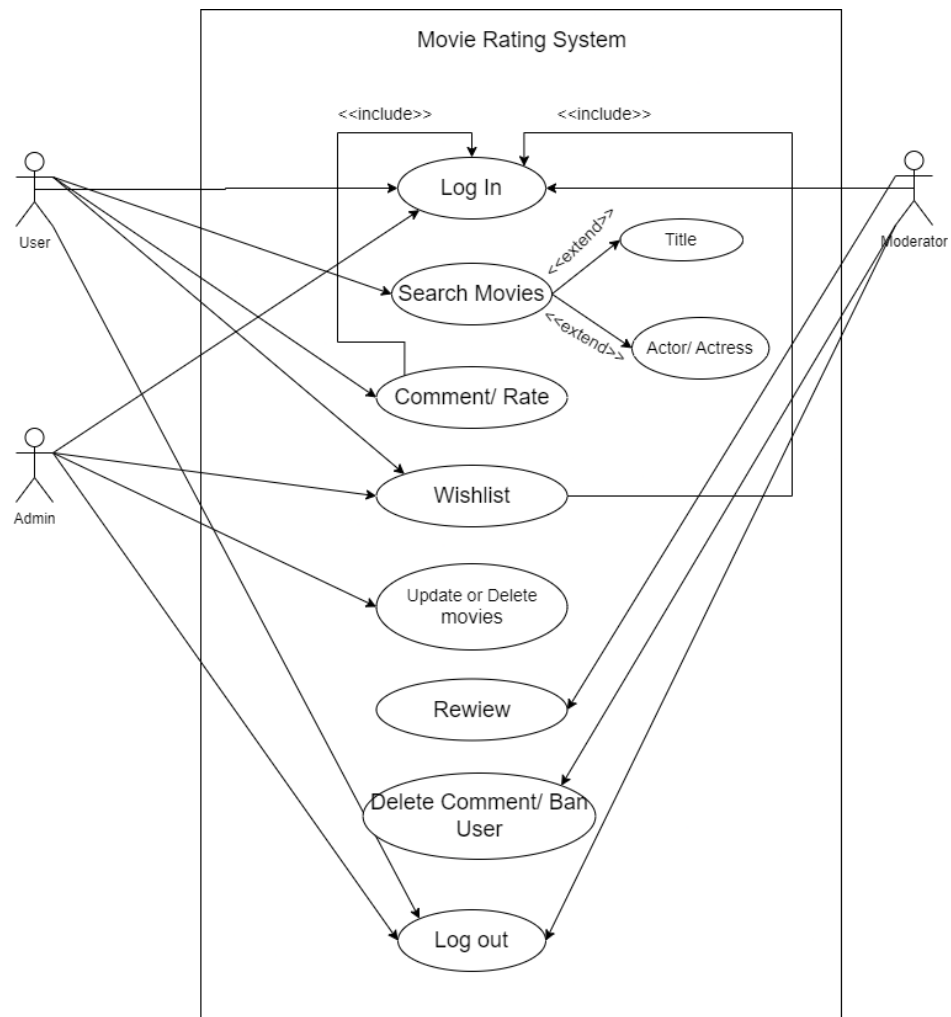 Movie Rating System
<<include>>
<<include>>
Log In
User
Moderator
<<extend>>
Title
Search Movies
<<extend>>
Actor/ Actress
Comment/ Rate
Wishlist
Admin
Update or Delete
movies
Rewiew
Delete Comment/ Ban
User
Log out